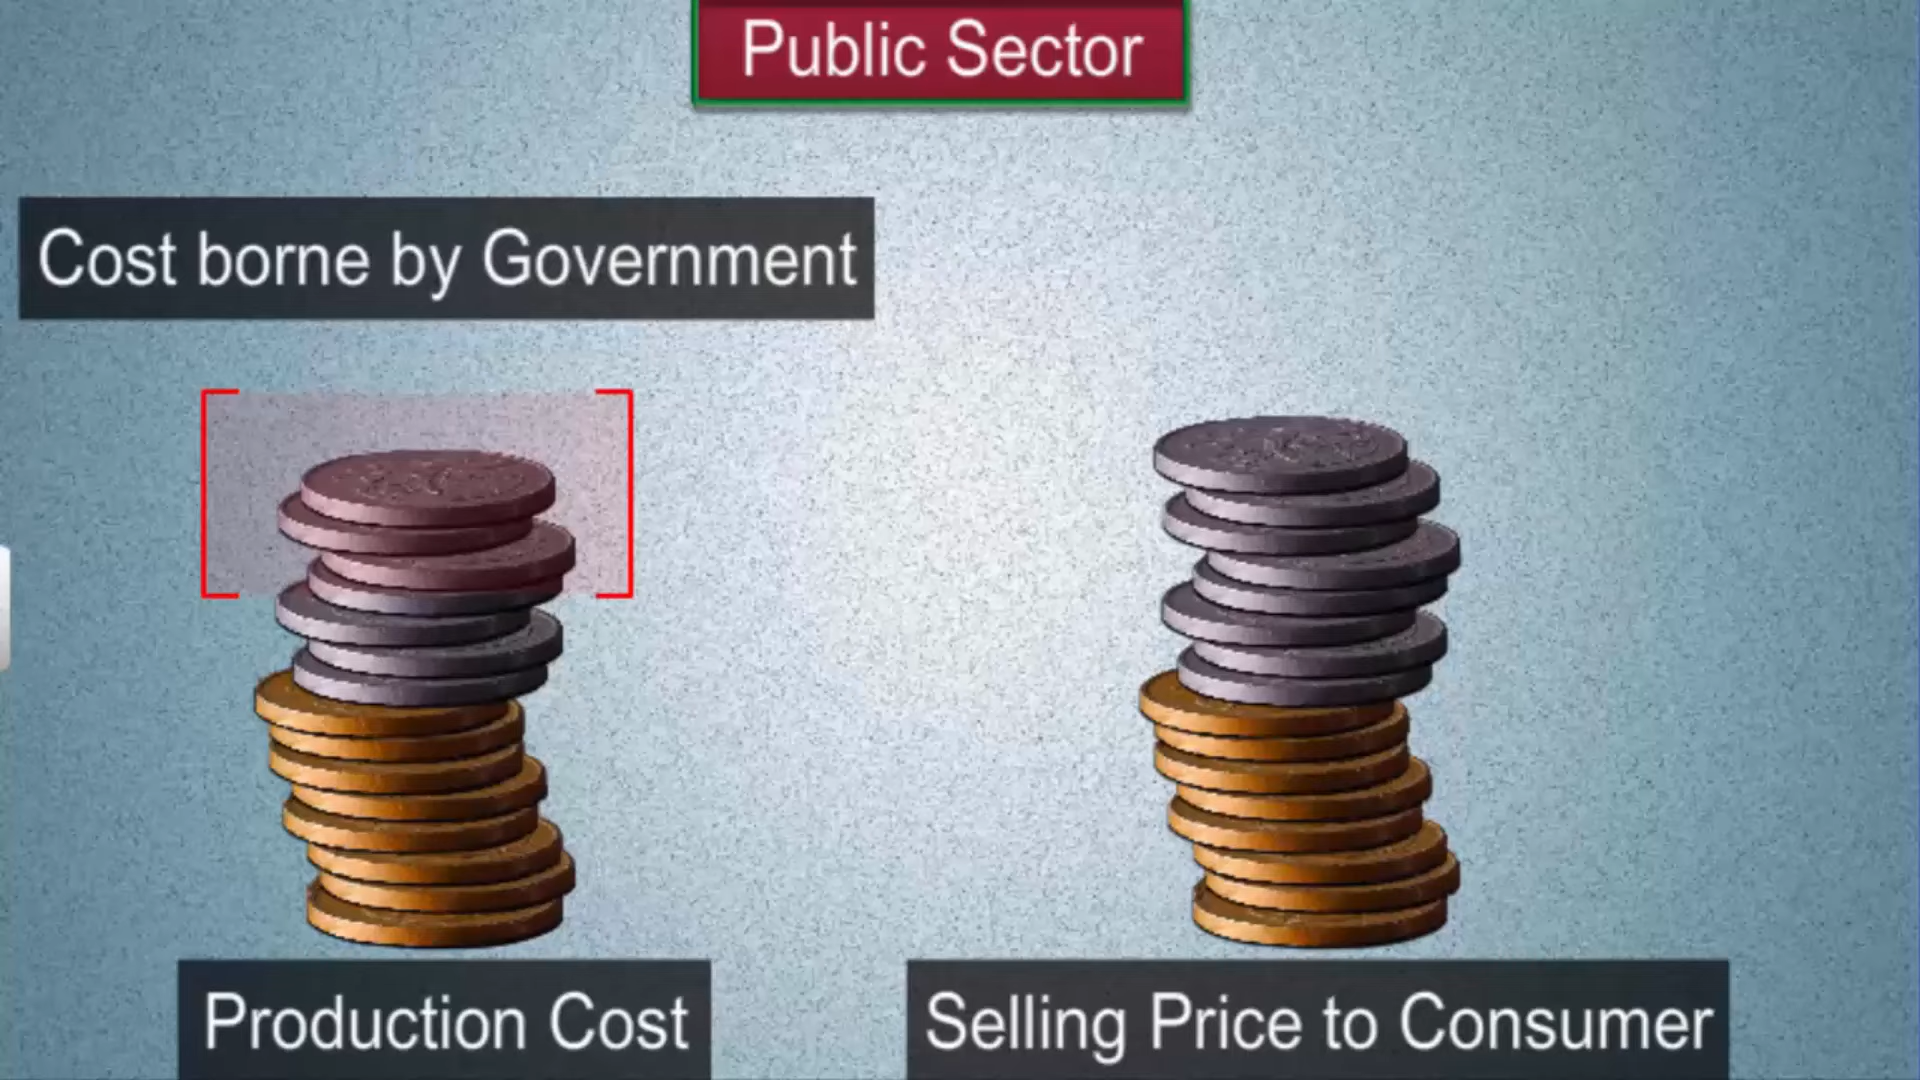 Public Sector
Cost borne by Government
Production Cost
Selling Price to Consumer